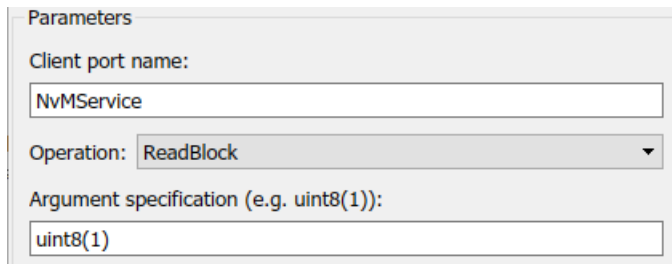 Parameters
Client port name:
NvMService
Operation: ReadBlock
Argument specification (e.g. uint8(1)):
uint8(1)